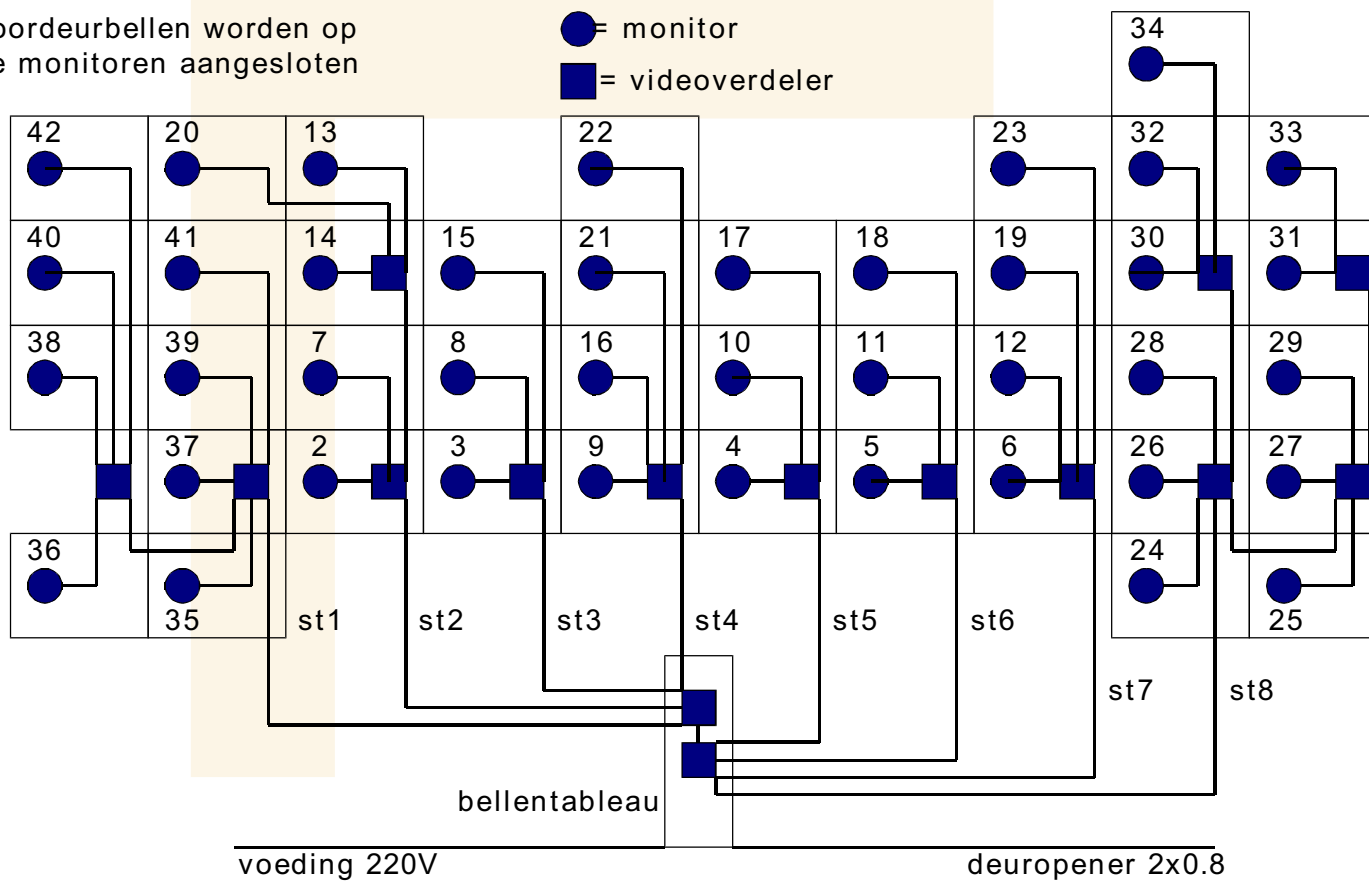 oordeurbellen worden op
e monitoren aangesloten
= monitor
= videoverdeler
34
42 20 13 22 23 32 33
40 41 14 15 21 17 18 19 30 31
38 39 7 8 16 10 11 12 28 29
37 2 3 9 4 5 6 26 27
36 24
35 st1 st2 st3 st4 st5 st6 25
st7 st8
bellentableau
voeding 220V deuropener 2x0.8